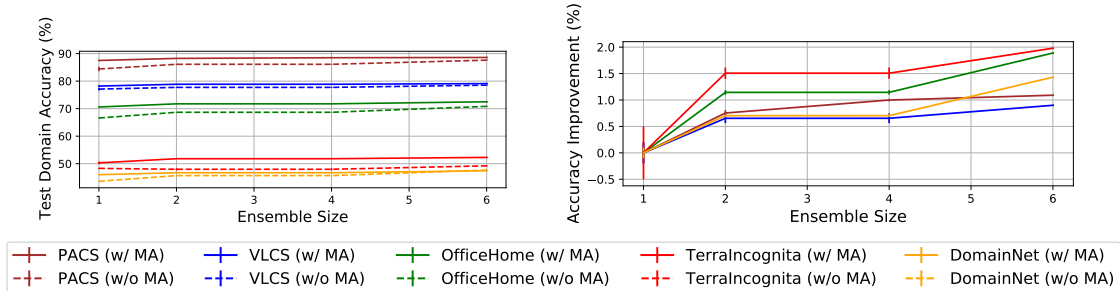 Test Domain Accuracy (%)
90
80
70
60
50
1 2 3 4 5 6
Ensemble Size
Accuracy Improvement (%)
2.0
1.5
1.0
0.5
0.0
−0.5
1 2 3 4 5 6
Ensemble Size
PACS (w/ MA) VLCS (w/ MA) OfficeHome (w/ MA) TerraIncognita (w/ MA) DomainNet (w/ MA)
PACS (w/o MA) VLCS (w/o MA) OfficeHome (w/o MA) TerraIncognita (w/o MA) DomainNet (w/o MA)